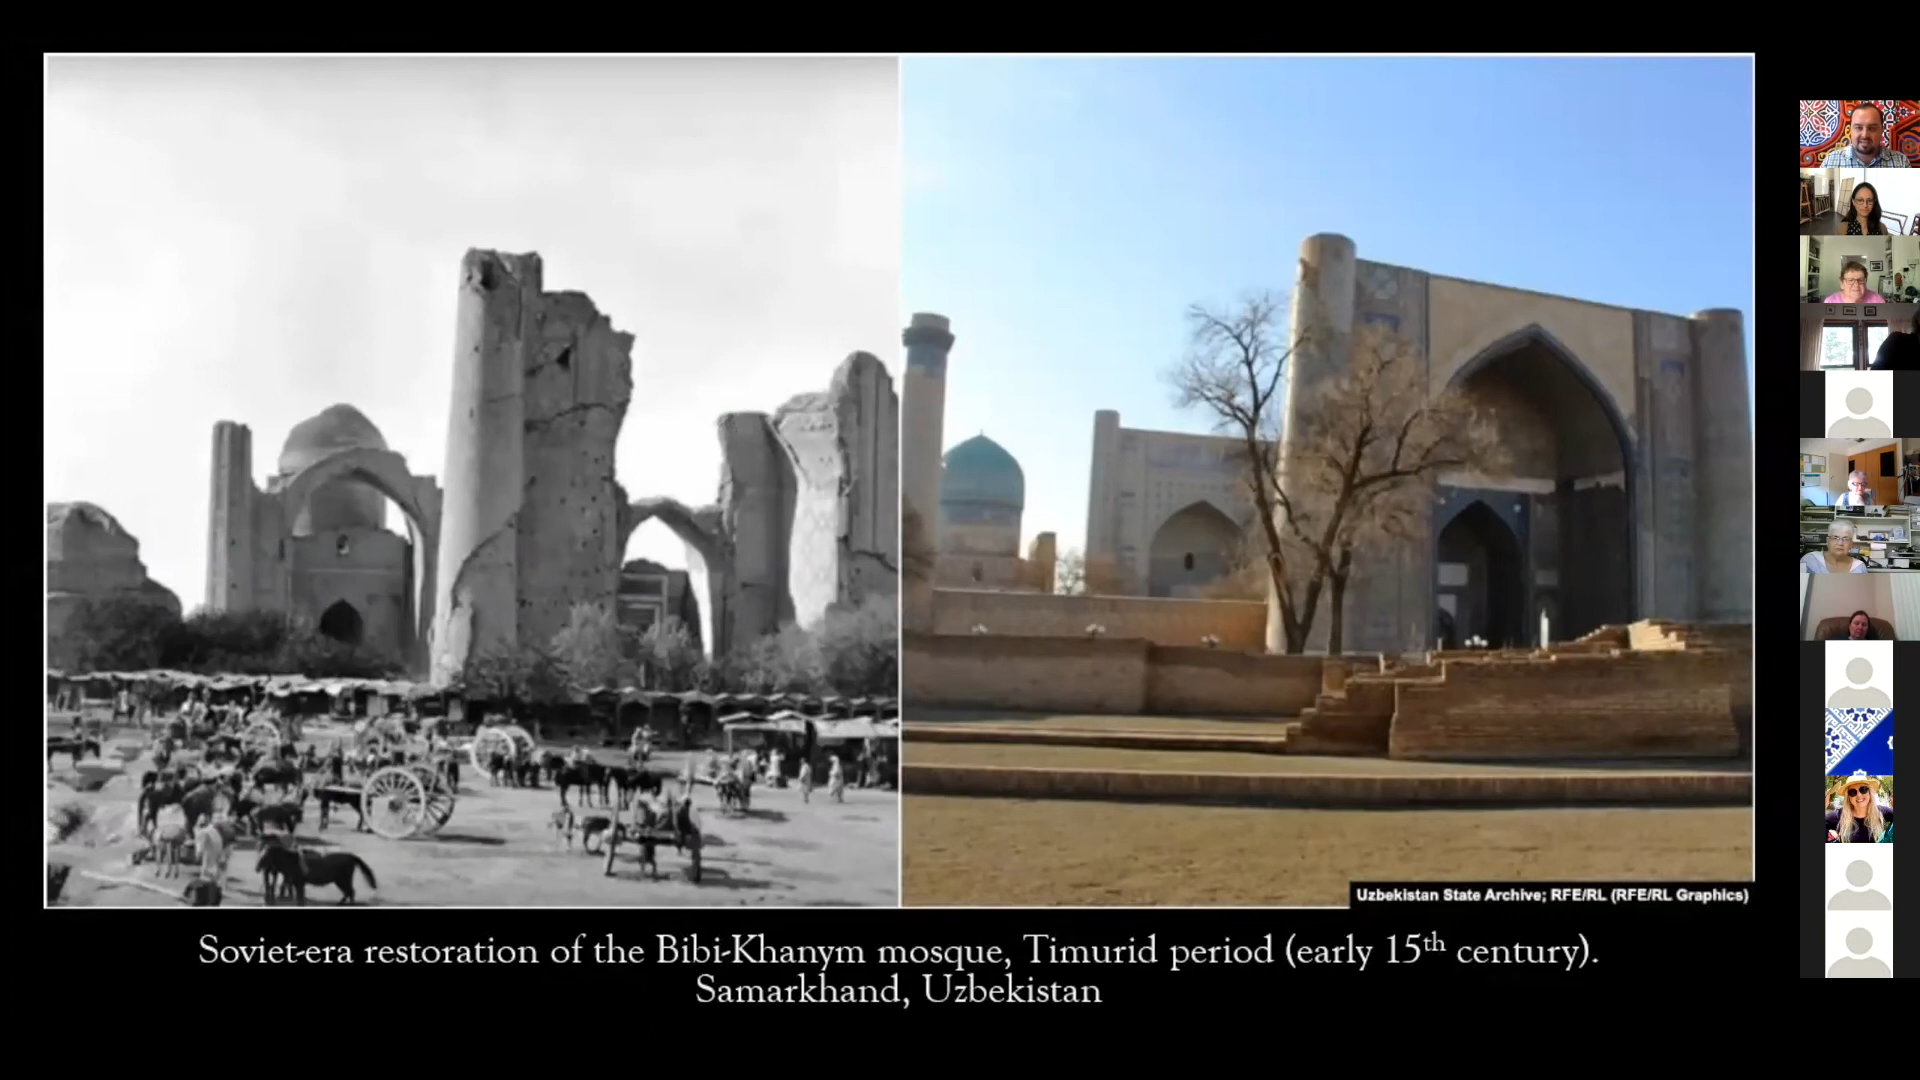 Uzbekistan State Archive; RFE/RL (RFE/RL Graphics)
Soviet-era restoration of the Bibi-Khanym mosque, Timurid period (early 15th century).
Samarkhand, Uzbekistan